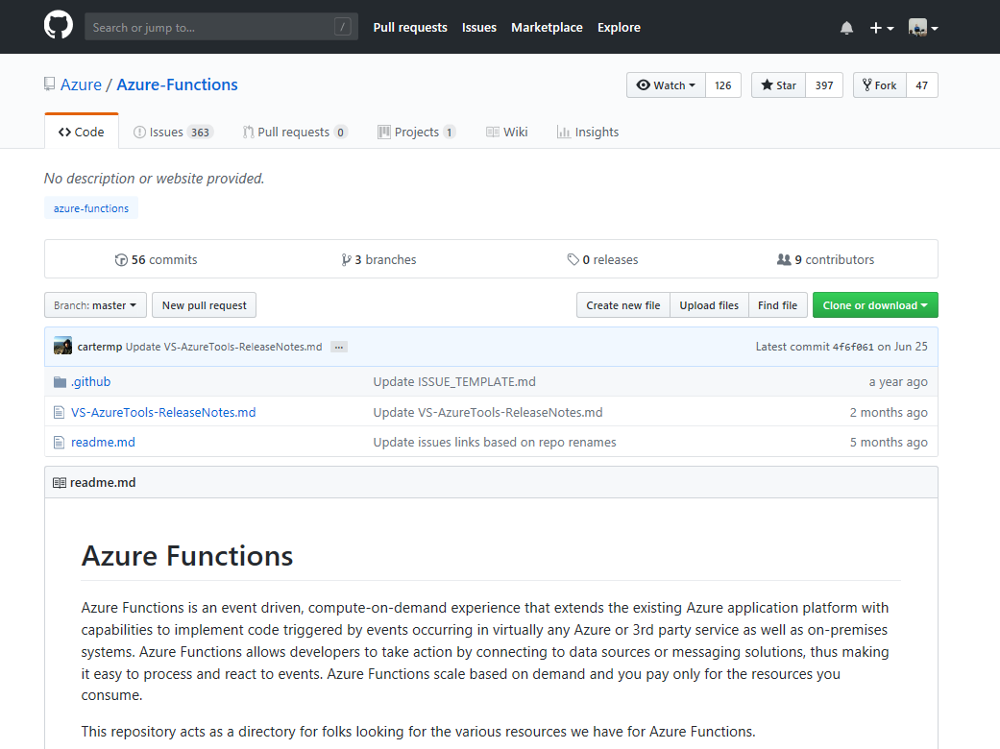 Search or jump to... /
Pull requests Issues Marketplace Explore
Azure / Azure-Functions
Watch 126 Star 397 Fork 47
Code Issues 363 Pull requests 0 Projects 1 Wiki Insights
No description or website provided.
azure-functions
56 commits 3 branches 0 releases 9 contributors
Branch: master New pull request Create new file Upload files Find file Clone or download
cartermp Update VS-AzureTools-ReleaseNotes.md ... Latest commit 4f6f061 on Jun 25
.github Update ISSUE_TEMPLATE.md a year ago
VS-AzureTools-ReleaseNotes.md Update VS-AzureTools-ReleaseNotes.md 2 months ago
readme.md Update issues links based on repo renames 5 months ago
readme.md
Azure Functions
Azure Functions is an event driven, compute-on-demand experience that extends the existing Azure application platform with
capabilities to implement code triggered by events occurring in virtually any Azure or 3rd party service as well as on-premises
systems. Azure Functions allows developers to take action by connecting to data sources or messaging solutions, thus making
it easy to process and react to events. Azure Functions scale based on demand and you pay only for the resources you
consume.
This repository acts as a directory for folks looking for the various resources we have for Azure Functions.